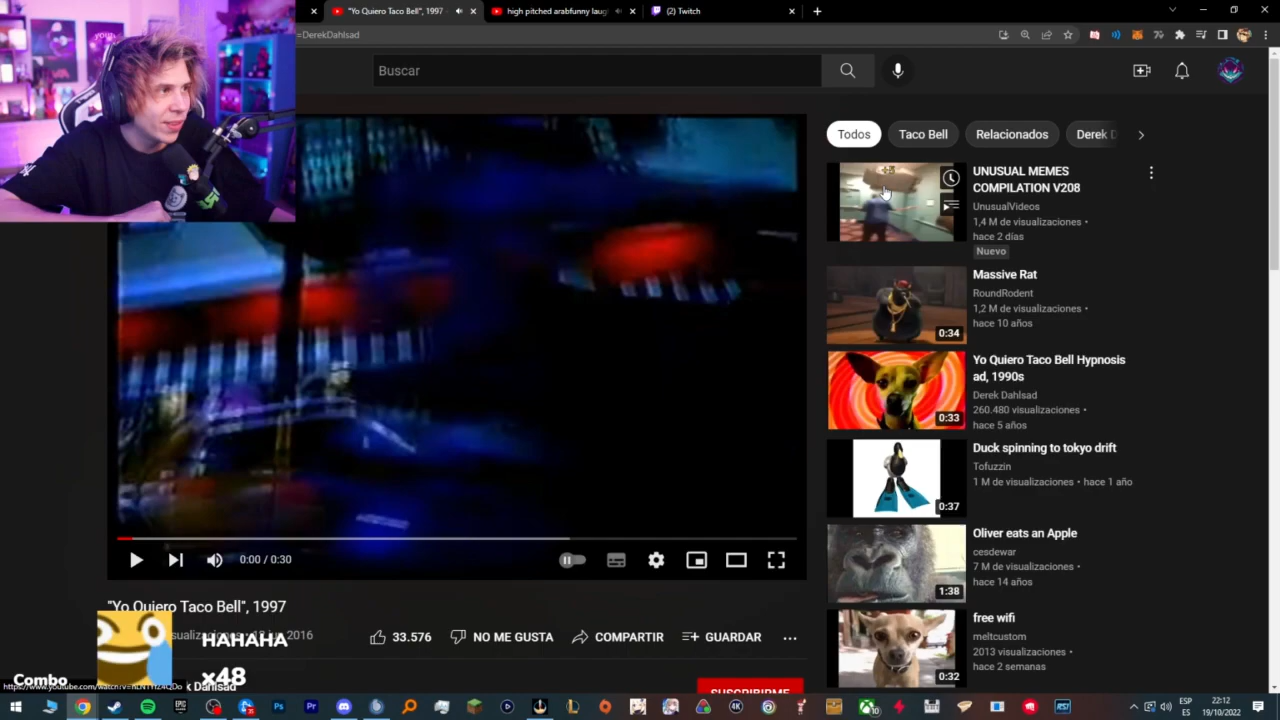 "Yo Quiero Taco Bell", 1997
high pitched arabfunny laug
(2) Twitch
=DerekDahlsad
Buscar
Todos
Taco Bell
Relacionados
Derek D
UNUSUAL MEMES
COMPILATION V208
UnusualVideos
1,4 M de visualizaciones •
hace 2 días
Nuevo
Massive Rat
RoundRodent
1,2 M de visualizaciones •
hace 10 años
0:34
Yo Quiero Taco Bell Hypnosis
ad, 1990s
Derek Dahlsad
260.480 visualizaciones •
hace 5 años
0:33
Duck spinning to tokyo drift
Tofuzzin
1 M de visualizaciones • hace 1 año
0:37
Oliver eats an Apple
cesdewar
7 M de visualizaciones •
hace 14 años
1:38
free wifi
meltcustom
2013 visualizaciones •
hace 2 semanas
0:32
0:00 / 0:30
"Yo Quiero Taco Bell", 1997
2016
33.576
NO ME GUSTA
COMPARTIR
GUARDAR
HAHAHA
x48
Combo
Dahlsad
SUSCRIBIRME
ESP
ES
22:12
19/10/2022